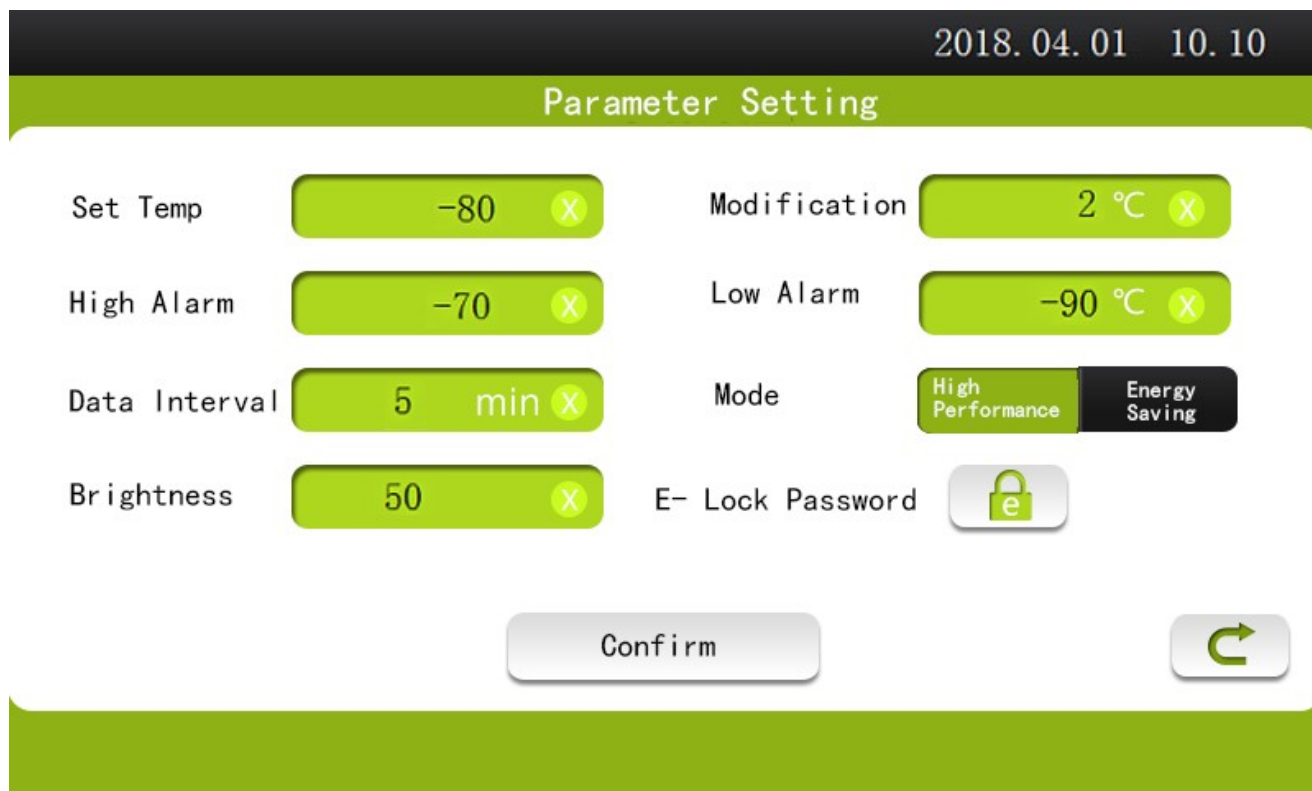 2018.04.01 10.10
Parameter Setting
Set Temp -80 X
Modification 2 ℃ X
High Alarm -70 X
Low Alarm -90 ℃ X
Data Interval 5 min X
Mode
High
Performance
Energy
Saving
Brightness 50 X
E- Lock Password e
Confirm